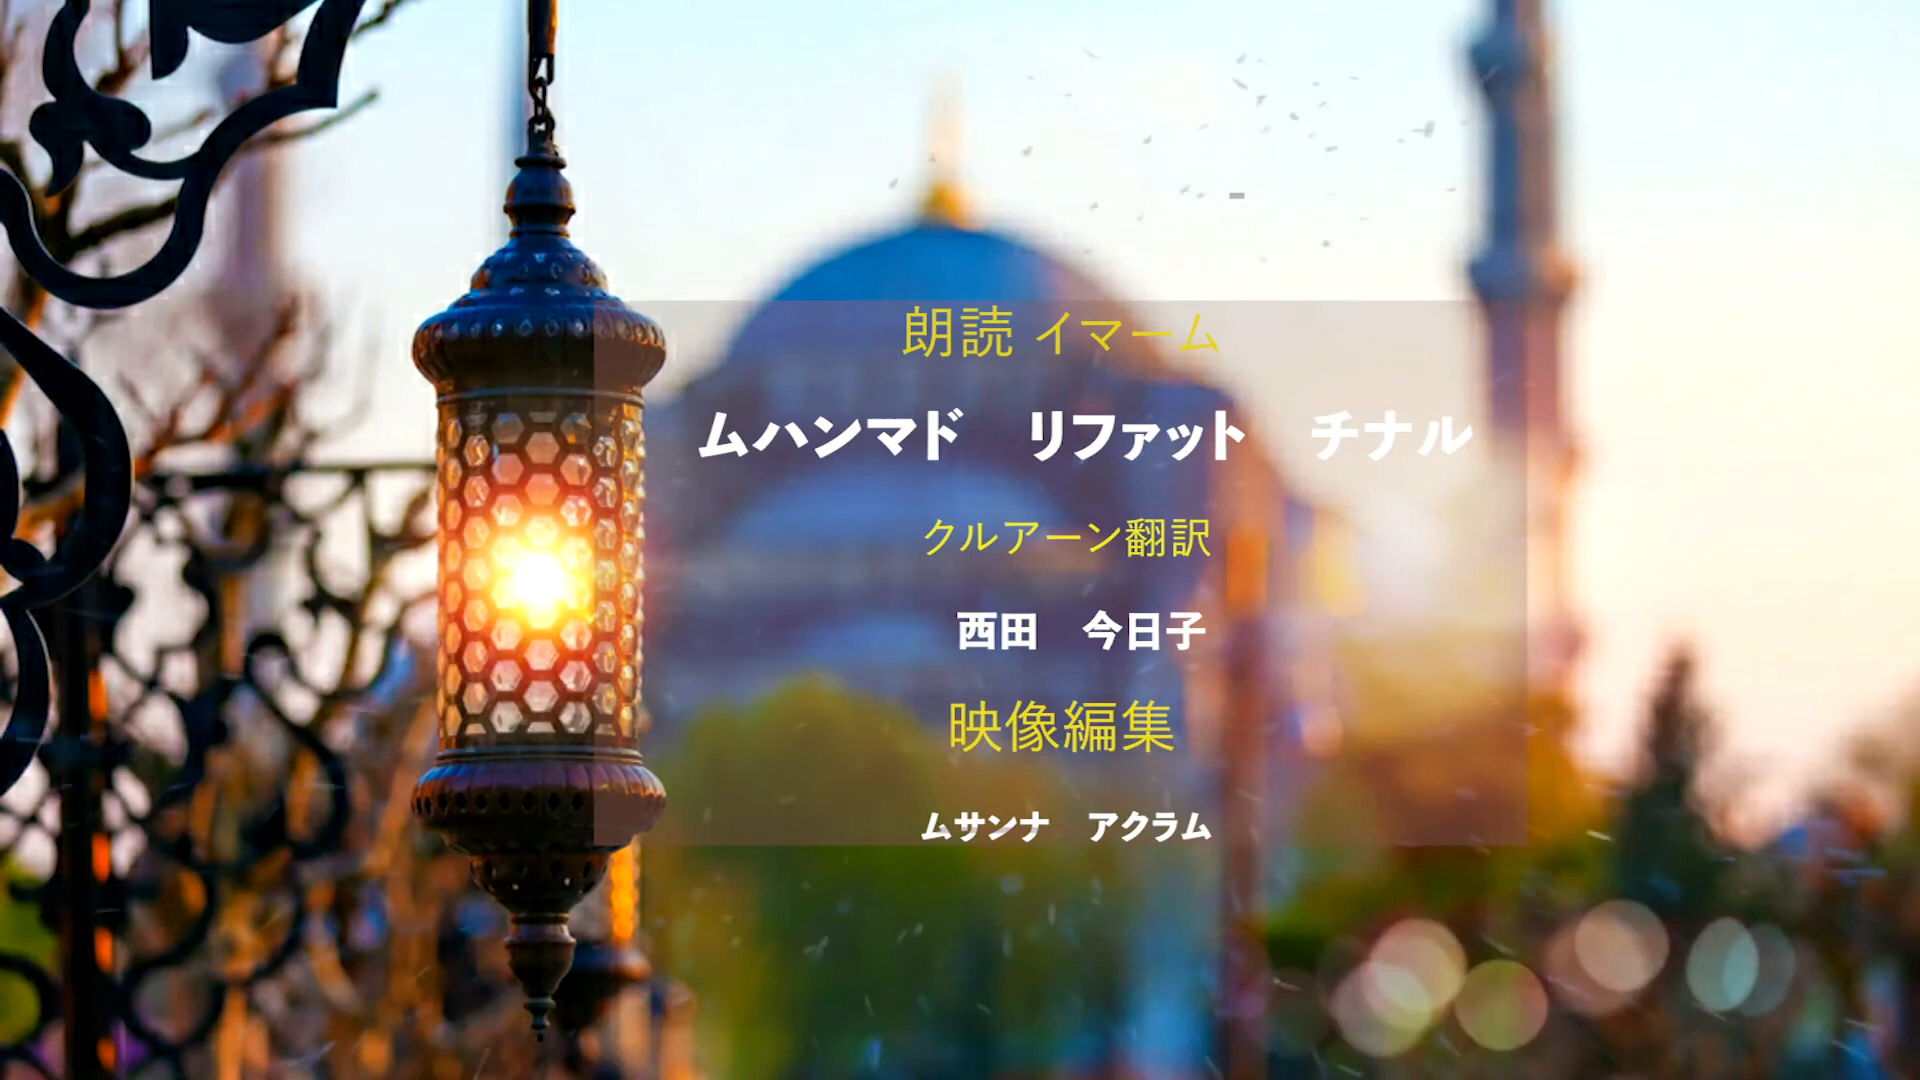 朗読 イマーム
ムハンマド　リファット　チナル
クルアーン翻訳
西田　今日子
映像編集
ムサンナ　アクラム